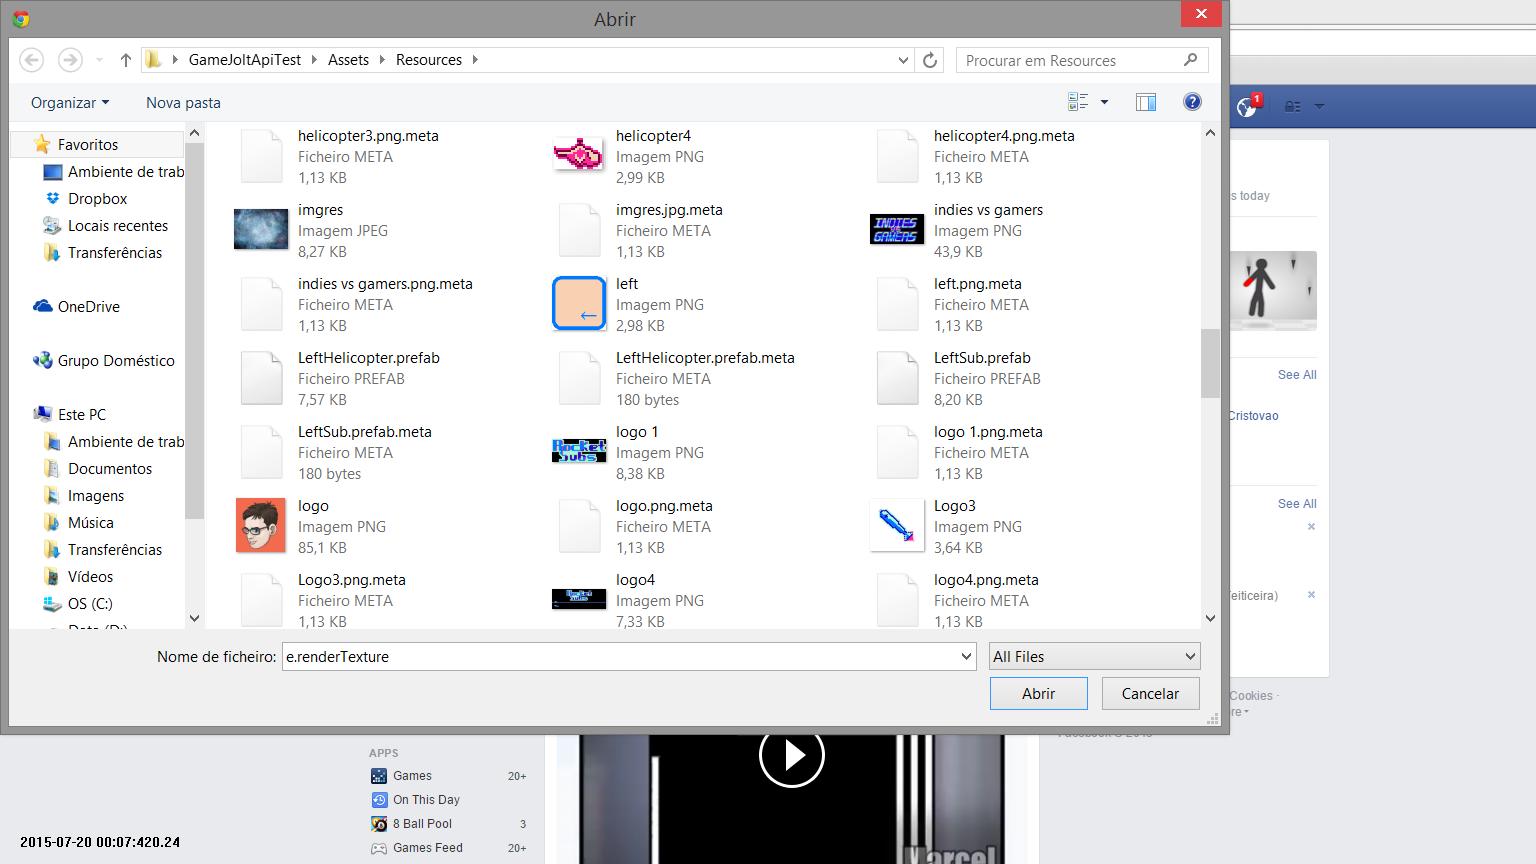 Abrir
GameJoltApiTest Assets Resources
Procurar em Resources
Organizar
Nova pasta
Favoritos
Ambiente de trab
Dropbox
Locais recentes
Transferências
OneDrive
Grupo Doméstico
Este PC
Ambiente de trab
Documentos
Imagens
Música
Transferências
Vídeos
OS (C:)
helicopter3.png.meta
Ficheiro META
1,13 KB
helicopter4
Imagem PNG
2,99 KB
helicopter4.png.meta
Ficheiro META
1,13 KB
imgres
Imagem JPEG
8,27 KB
imgres.jpg.meta
Ficheiro META
1,13 KB
INDIES
VS
GAMERS
indies vs gamers
Imagem PNG
43,9 KB
indies vs gamers.png.meta
Ficheiro META
1,13 KB
left
Imagem PNG
2,98 KB
left.png.meta
Ficheiro META
1,13 KB
LeftHelicopter.prefab
Ficheiro PREFAB
7,57 KB
LeftHelicopter.prefab.meta
Ficheiro META
180 bytes
LeftSub.prefab
Ficheiro PREFAB
8,20 KB
LeftSub.prefab.meta
Ficheiro META
180 bytes
Rocket
Subs
logo 1
Imagem PNG
8,38 KB
logo 1.png.meta
Ficheiro META
1,13 KB
logo
Imagem PNG
85,1 KB
logo.png.meta
Ficheiro META
1,13 KB
Logo3
Imagem PNG
3,64 KB
Logo3.png.meta
Ficheiro META
1,13 KB
logo4
Imagem PNG
7,33 KB
logo4.png.meta
Ficheiro META
1,13 KB
Nome de ficheiro:
e.renderTexture
All Files
Abrir
Cancelar
1
s today
See All
Cristovao
See All
eiticeira)
Cookies ·
re
APPS
Games 20+
On This Day
8 Ball Pool 3
Games Feed 20+
Marcel
2015-07-20 00:07:420.24